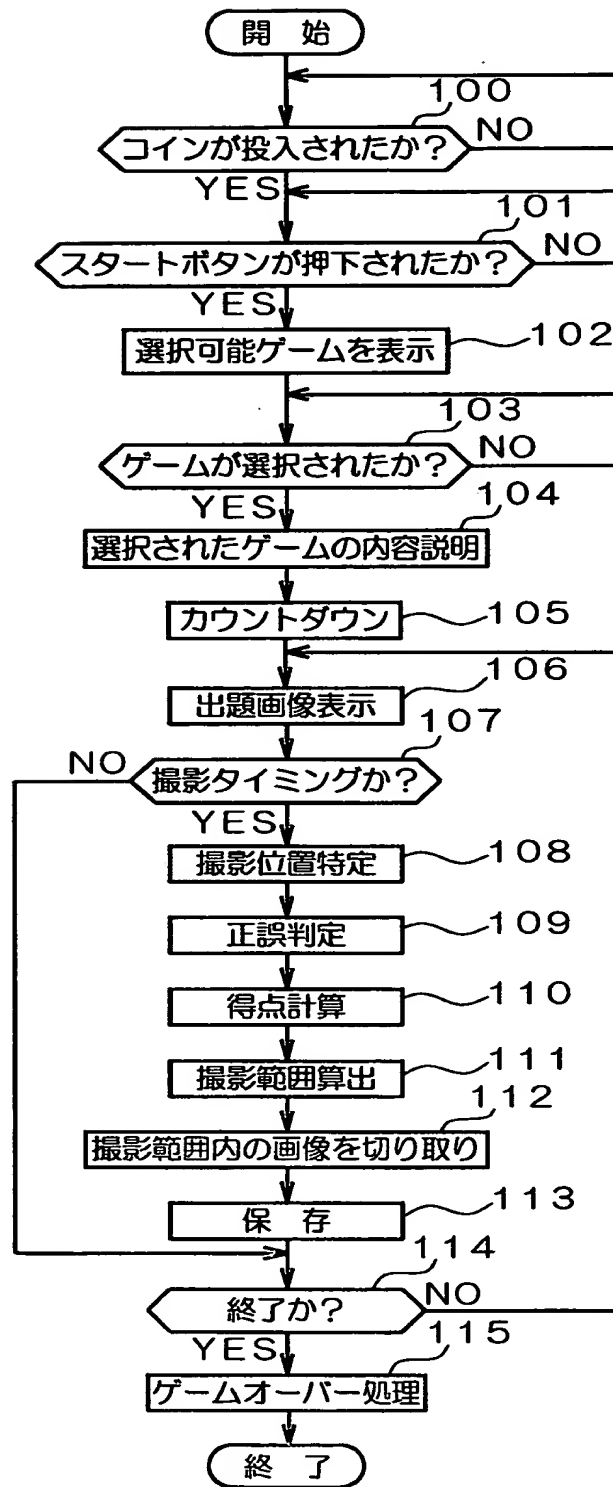 開 始
100
コインが投入されたか？ NO
YES
101
スタートボタンが押下されたか？ NO
YES
選択可能ゲームを表示 102
103
ゲームが選択されたか？ NO
YES
104
選択されたゲームの内容説明
カウントダウン 105
出題画像表示 106
107
NO 撮影タイミングか？
YES
撮影位置特定 108
正誤判定 109
得点計算 110
撮影範囲算出 111
112
撮影範囲内の画像を切り取り
保 存 113
114
終了か？ NO
YES
115
ゲームオーバー処理
終 了